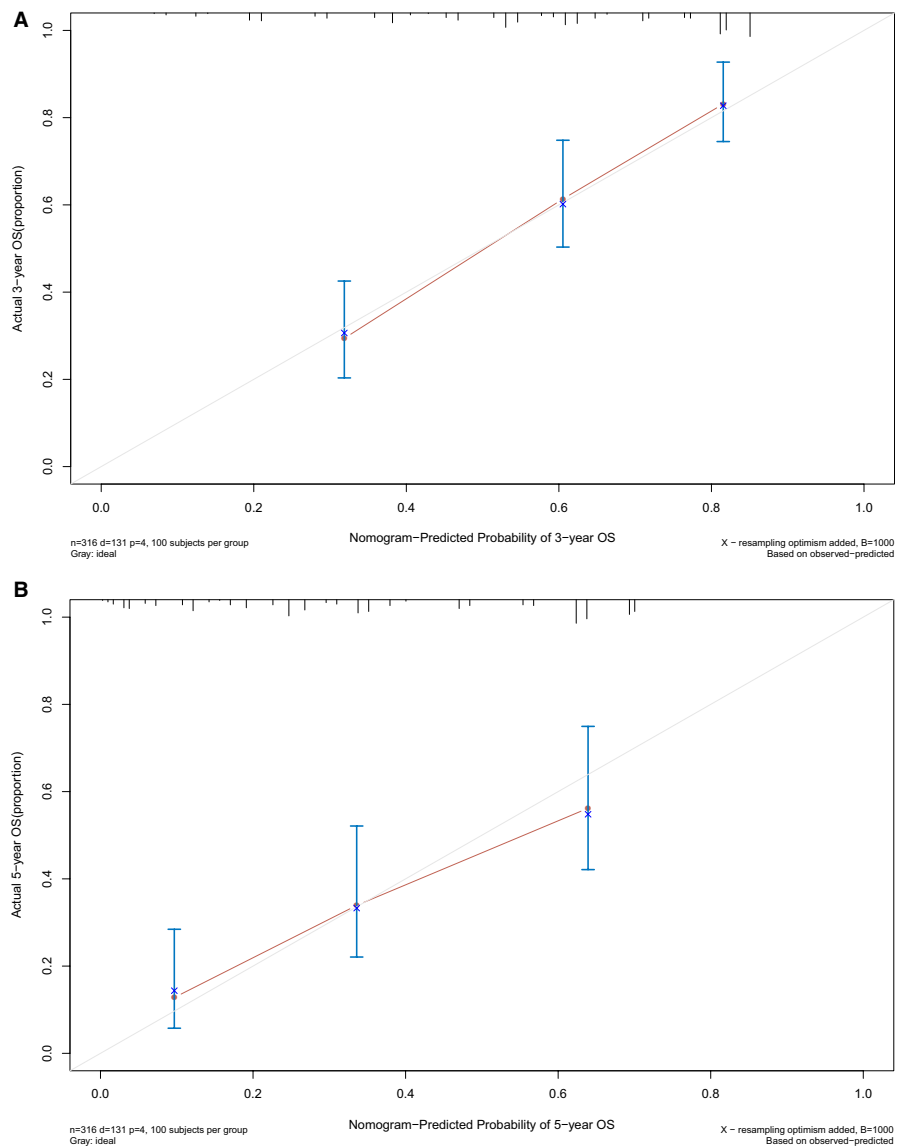 A
Actual 3−year OS(proportion)
1.0
0.8
0.6
0.4
0.2
0.0
0.0 0.2 0.4 0.6 0.8 1.0
Nomogram−Predicted Probability of 3−year OS
n=316 d=131 p=4, 100 subjects per group
Gray: ideal
X − resampling optimism added, B=1000
Based on observed−predicted
B
Actual 5−year OS(proportion)
1.0
0.8
0.6
0.4
0.2
0.0
0.0 0.2 0.4 0.6 0.8 1.0
Nomogram−Predicted Probability of 5−year OS
n=316 d=131 p=4, 100 subjects per group
Gray: ideal
X − resampling optimism added, B=1000
Based on observed−predicted